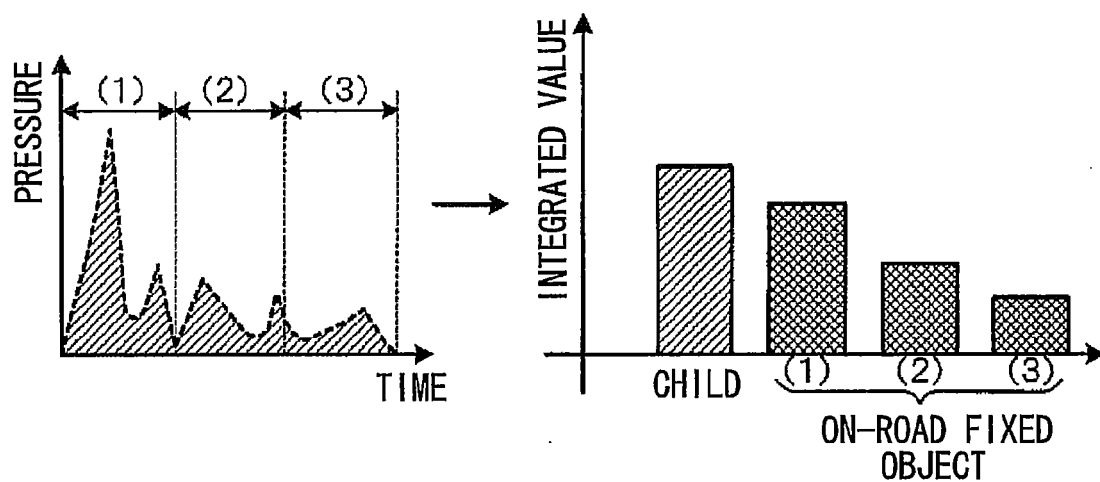 PRESSURE
(1) (2) (3)
TIME
INTEGRATED VALUE
CHILD
(1) (2) (3)
ON-ROAD FIXED
OBJECT